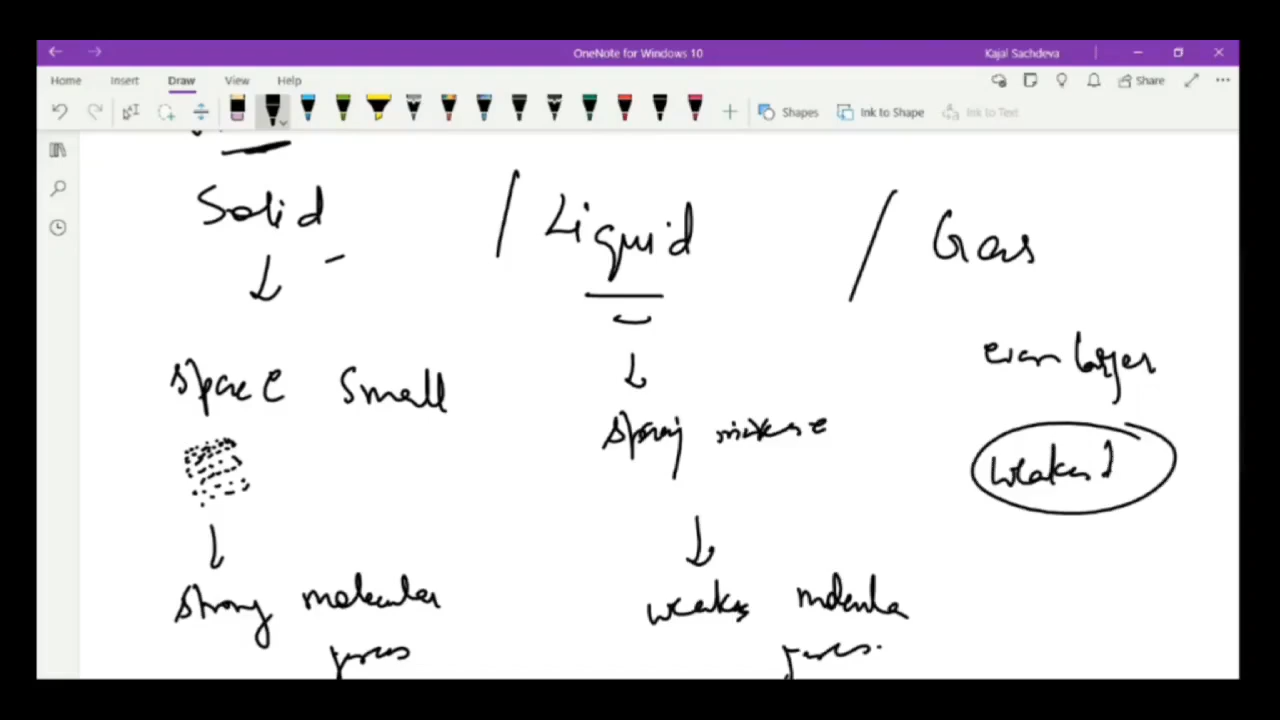 OneNote for Windows 10
Kajal Sachdeva
Home Insert Draw View Help
Share
Shapes Ink to Shape Ink to Text
Solid / Liquid / Gas
even larger
space small
spacing increase
weakest
strong molecular
forces
weaker molecular
forces.